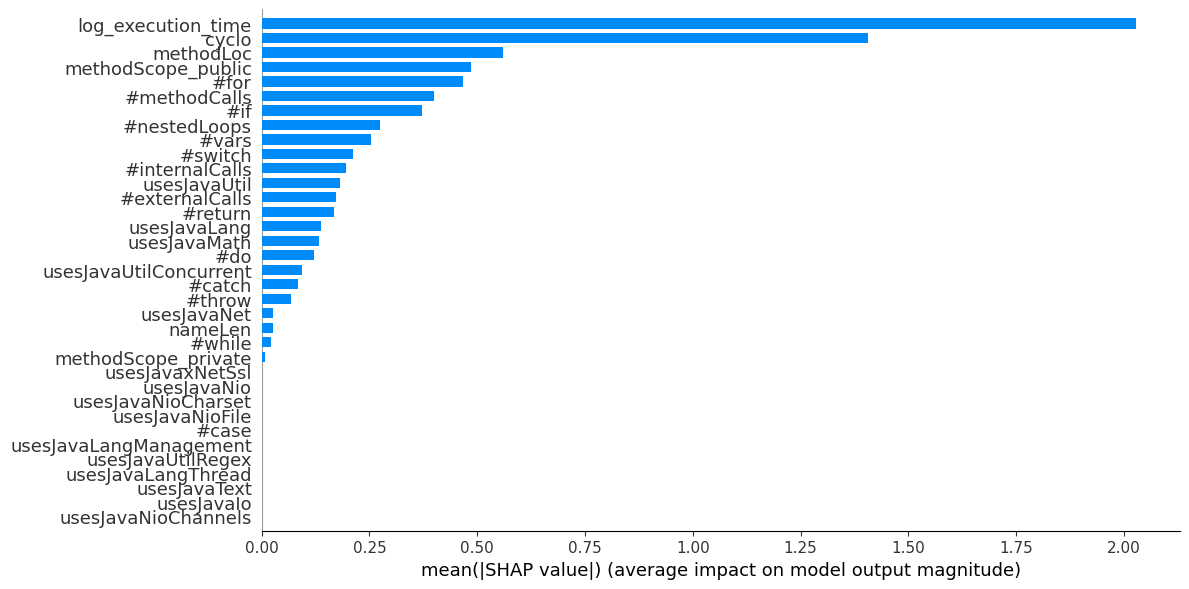 log_execution_time
cyclo
methodLoc
methodScope_public
#for
#methodCalls
#if
#nestedLoops
#vars
#switch
#internalCalls
usesJavaUtil
#externalCalls
#return
usesJavaLang
usesJavaMath
#do
usesJavaUtilConcurrent
#catch
#throw
usesJavaNet
nameLen
#while
methodScope_private
usesJavaxNetSsl
usesJavaNio
usesJavaNioCharset
usesJavaNioFile
#case
usesJavaLangManagement
usesJavaUtilRegex
usesJavaLangThread
usesJavaText
usesJavaIo
usesJavaNioChannels
0.00 0.25 0.50 0.75 1.00 1.25 1.50 1.75 2.00
mean(|SHAP value|) (average impact on model output magnitude)